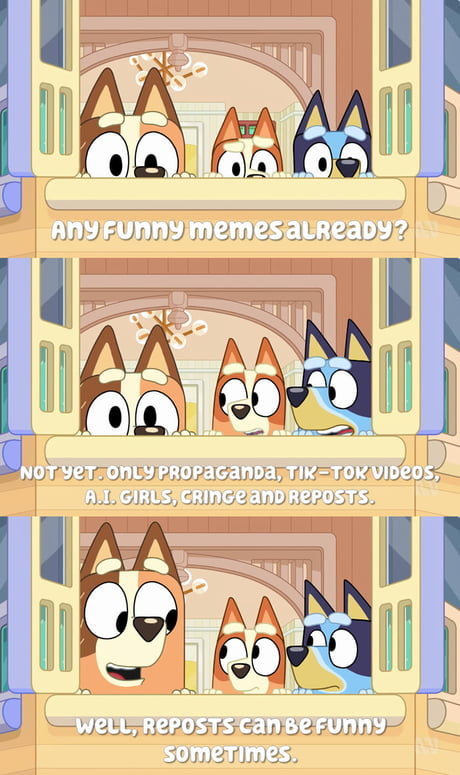 Any funny memes already?
Not yet. Only propaganda, Tik-Tok videos,
A.I. girls, cringe and reposts.
Well, reposts can be funny
sometimes.